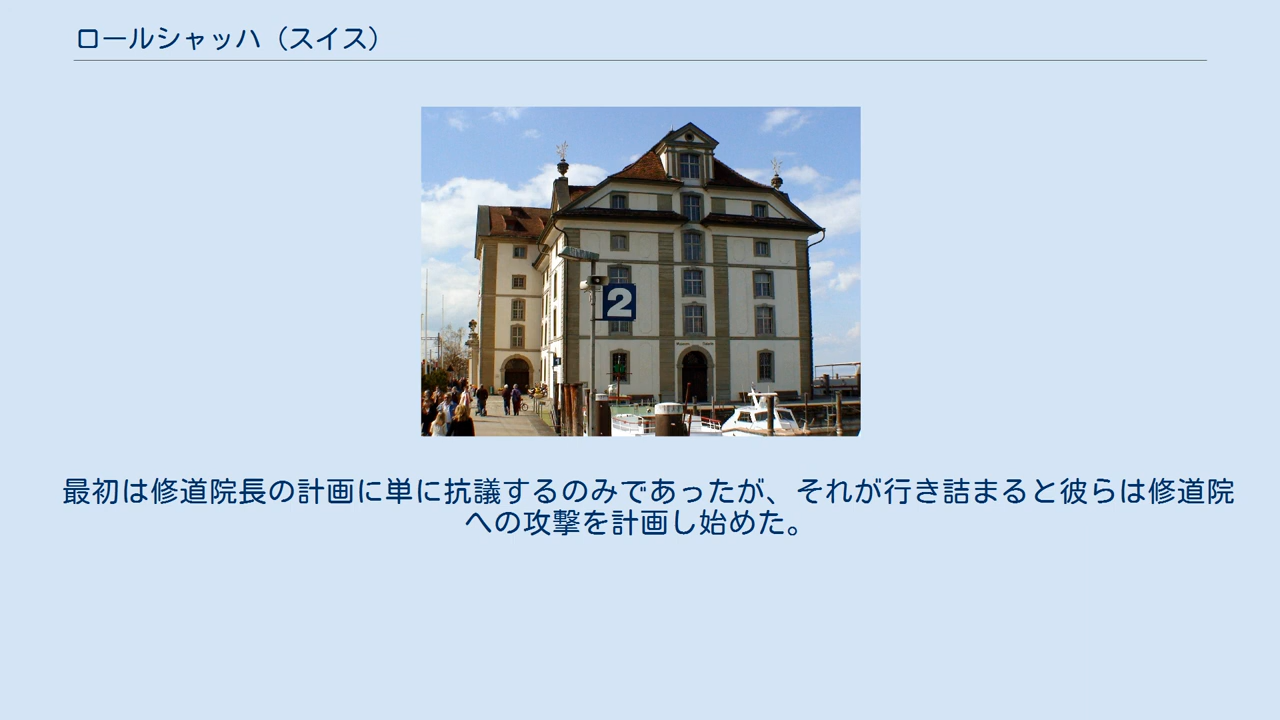 ロールシャッハ（スイス）
2
最初は修道院長の計画に単に抗議するのみであったが、それが行き詰まると彼らは修道院
への攻撃を計画し始めた。